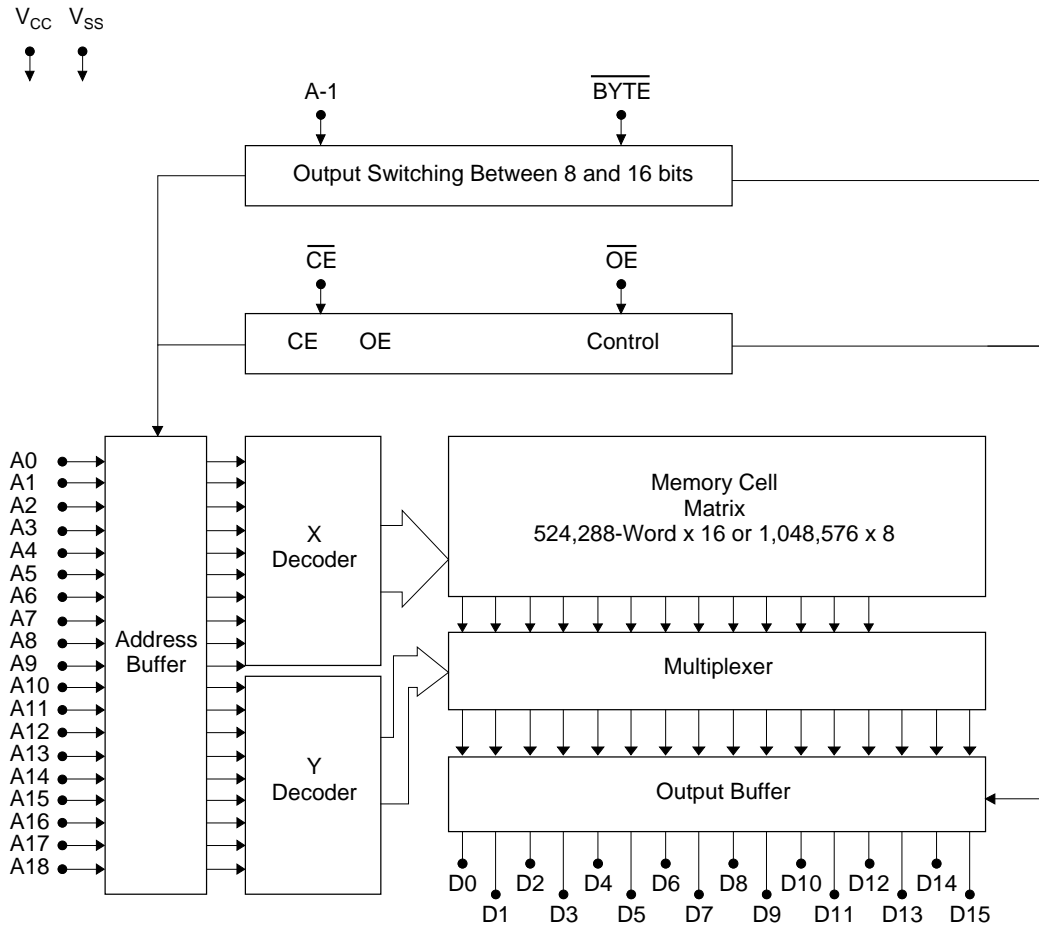 VCC VSS
A-1 BYTE
Output Switching Between 8 and 16 bits
CE OE
CE OE Control
A0
A1
A2
A3
A4
A5
A6
A7
A8
A9
A10
A11
A12
A13
A14
A15
A16
A17
A18
Address
Buffer
X
Decoder
Y
Decoder
Memory Cell
Matrix
524,288-Word x 16 or 1,048,576 x 8
Multiplexer
Output Buffer
D0 D2 D4 D6 D8 D10 D12 D14
D1 D3 D5 D7 D9 D11 D13 D15